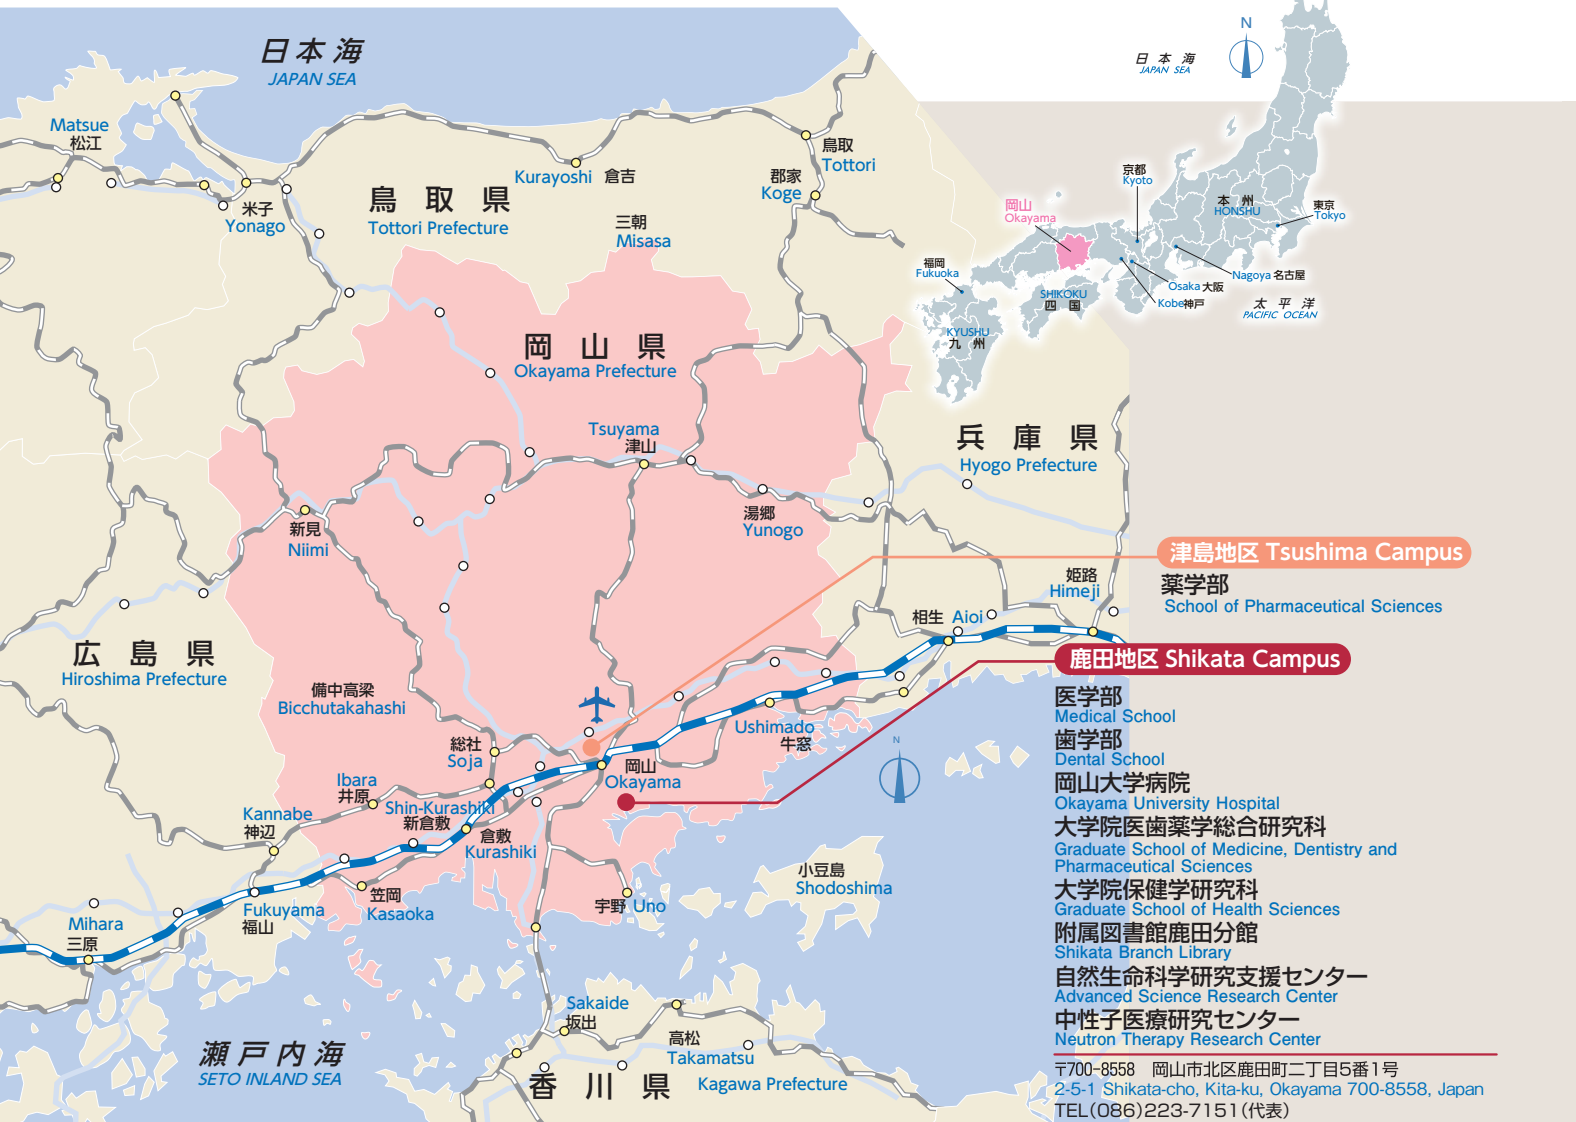 日本海
JAPAN SEA
Matsue
松江
米子
Yonago
鳥取県
Tottori Prefecture
Kurayoshi 倉吉
三朝
Misasa
鳥取
Tottori
郡家
Koge
岡山県
Okayama Prefecture
Tsuyama
津山
湯郷
Yunogo
新見
Niimi
兵庫県
Hyogo Prefecture
姫路
Himeji
相生 Aioi
広島県
Hiroshima Prefecture
備中高梁
Bicchutakahashi
総社
Soja
Ibara
井原
Shin-Kurashiki
新倉敷
Kannabe
神辺
倉敷
Kurashiki
岡山
Okayama
Ushimado
牛窓
N
笠岡
Kasaoka
Fukuyama
福山
Mihara
三原
宇野 Uno
小豆島
Shodoshima
Sakaide
坂出
高松
Takamatsu
香川県
Kagawa Prefecture
瀬戸内海
SETO INLAND SEA
N
日本海
JAPAN SEA
京都
Kyoto
岡山
Okayama
本州
HONSHU
東京
Tokyo
福岡
Fukuoka
Nagoya 名古屋
Osaka 大阪
Kobe 神戸
SHIKOKU
四国
KYUSHU
九州
太平洋
PACIFIC OCEAN
津島地区 Tsushima Campus
薬学部
School of Pharmaceutical Sciences
鹿田地区 Shikata Campus
医学部
Medical School
歯学部
Dental School
岡山大学病院
Okayama University Hospital
大学院医歯薬学総合研究科
Graduate School of Medicine, Dentistry and
Pharmaceutical Sciences
大学院保健学研究科
Graduate School of Health Sciences
附属図書館鹿田分館
Shikata Branch Library
自然生命科学研究支援センター
Advanced Science Research Center
中性子医療研究センター
Neutron Therapy Research Center
〒700-8558 岡山市北区鹿田町二丁目5番1号
2-5-1 Shikata-cho, Kita-ku, Okayama 700-8558, Japan
TEL(086)223-7151(代表)